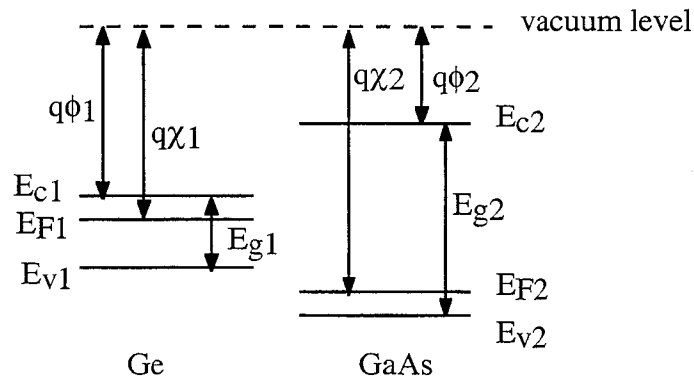 vacuum level
qϕ1
qχ1
qχ2
qϕ2
Ec1
EF1
Ev1
Eg1
Ec2
Eg2
EF2
Ev2
Ge
GaAs